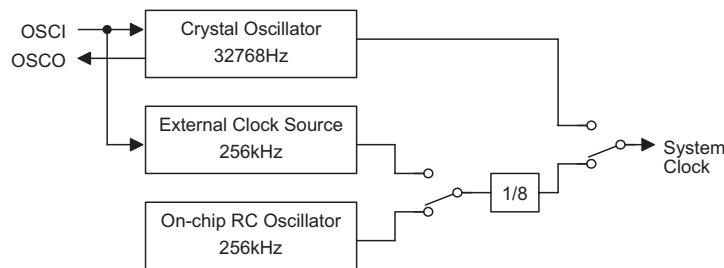 OSCI
OSCO
Crystal Oscillator
32768Hz
External Clock Source
256kHz
On-chip RC Oscillator
256kHz
1/8
System
Clock